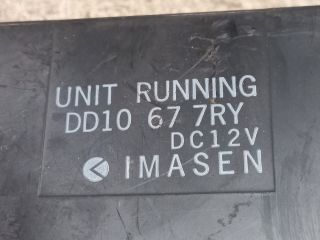 UNIT RUNNING
DD10 67 7RY
DC12V
IMASEN